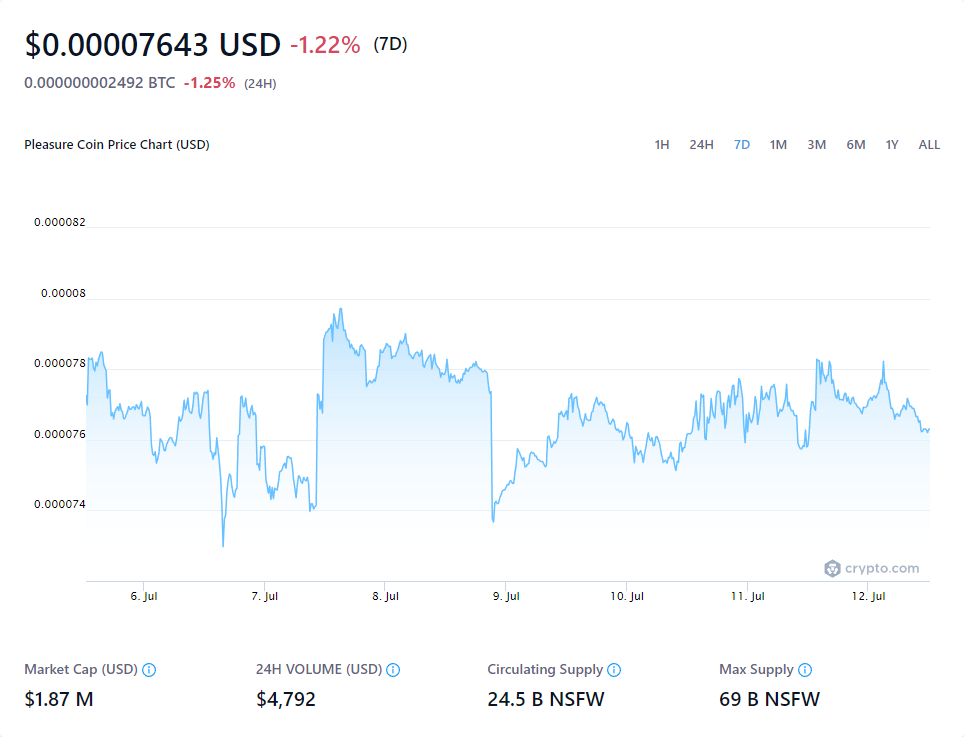 $0.00007643 USD -1.22% (7D)
0.000000002492 BTC -1.25% (24H)
Pleasure Coin Price Chart (USD)
1H 24H 7D 1M 3M 6M 1Y ALL
0.000082
0.00008
0.000078
0.000076
0.000074
crypto.com
6. Jul 7. Jul 8. Jul 9. Jul 10. Jul 11. Jul 12. Jul
Market Cap (USD) 24H VOLUME (USD) Circulating Supply Max Supply
$1.87 M $4,792 24.5 B NSFW 69 B NSFW